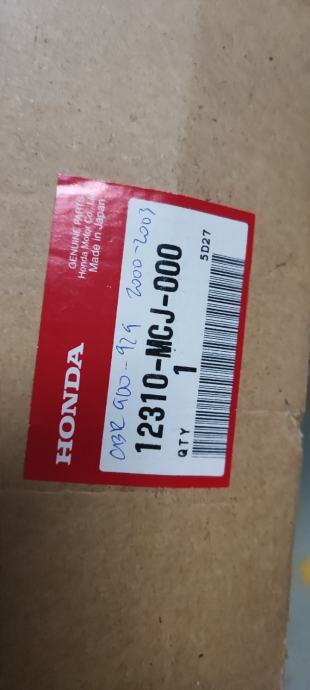 GENUINE PARTS
Honda Motor Co., Ltd.
Made in Japan
HONDA
CBR 900-929 2000-2003
12310-MCJ-000
QTY 1
5D27